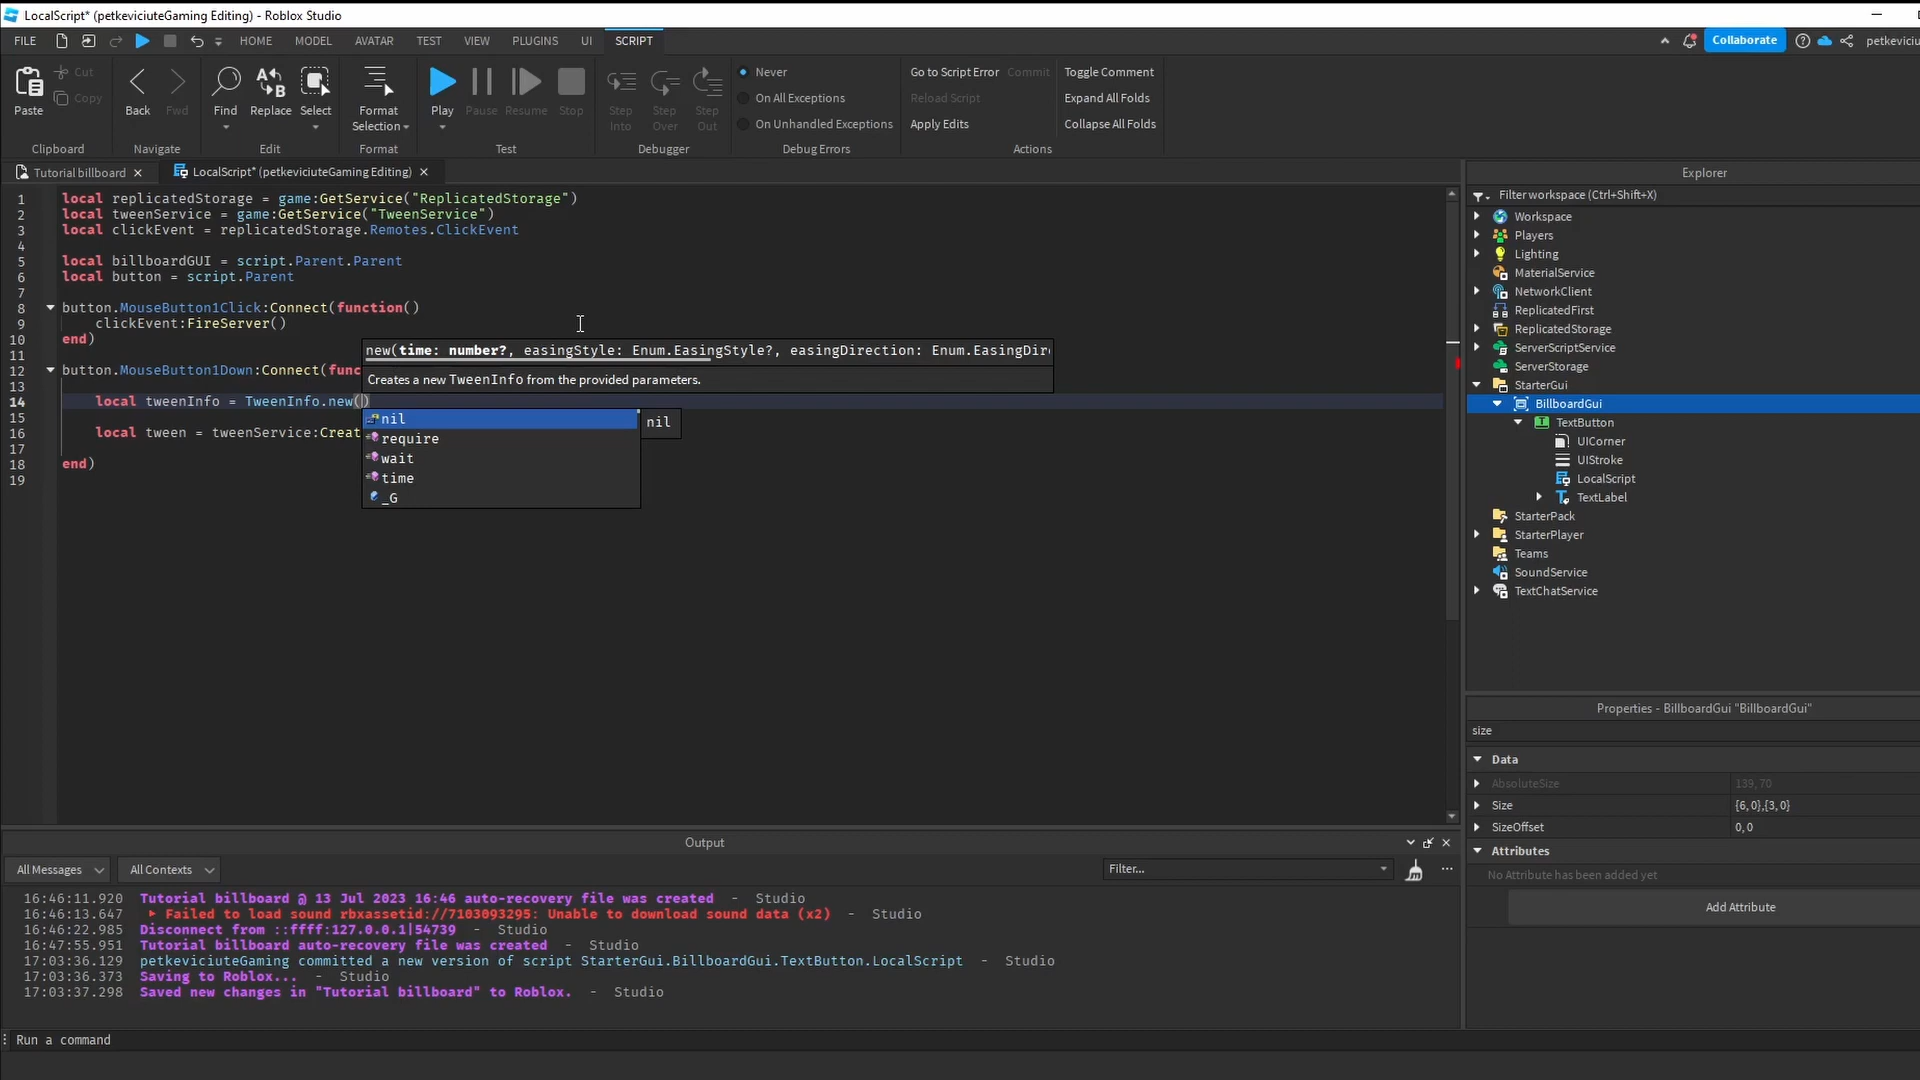 LocalScript* (petkeviciuteGaming Editing) - Roblox Studio
FILE HOME MODEL AVATAR TEST VIEW PLUGINS UI SCRIPT Collaborate petkeviciu
Paste Cut Copy Back Fwd Find Replace Select Format Selection Play Pause Resume Stop Step Into Step Over Step Out
Never Go to Script Error Commit Toggle Comment
On All Exceptions Reload Script Expand All Folds
On Unhandled Exceptions Apply Edits Collapse All Folds
Clipboard Navigate Edit Format Test Debugger Debug Errors Actions
Tutorial billboard LocalScript* (petkeviciuteGaming Editing)
1 local replicatedStorage = game:GetService("ReplicatedStorage")
2 local tweenService = game:GetService("TweenService")
3 local clickEvent = replicatedStorage.Remotes.ClickEvent
4
5 local billboardGUI = script.Parent.Parent
6 local button = script.Parent
7
8 button.MouseButton1Click:Connect(function()
9 clickEvent:FireServer()
10 end)
11
12 button.MouseButton1Down:Connect(func
13
14 local tweenInfo = TweenInfo.new()
15
16 local tween = tweenService:Creat
17
18 end)
19
new(time: number?, easingStyle: Enum.EasingStyle?, easingDirection: Enum.EasingDir
Creates a new TweenInfo from the provided parameters.
nil nil
require
wait
time
_G
Explorer
Filter workspace (Ctrl+Shift+X)
Workspace
Players
Lighting
MaterialService
NetworkClient
ReplicatedFirst
ReplicatedStorage
ServerScriptService
ServerStorage
StarterGui
BillboardGui
TextButton
UICorner
UIStroke
LocalScript
TextLabel
StarterPack
StarterPlayer
Teams
SoundService
TextChatService
Properties - BillboardGui "BillboardGui"
size
Data
AbsoluteSize 139, 70
Size {6, 0},{3, 0}
SizeOffset 0, 0
Attributes
No Attribute has been added yet
Add Attribute
Output
All Messages All Contexts Filter...
16:46:11.920 Tutorial billboard @ 13 Jul 2023 16:46 auto-recovery file was created - Studio
16:46:13.647 Failed to load sound rbxassetid://7103093295: Unable to download sound data (x2) - Studio
16:46:22.985 Disconnect from ::ffff:127.0.0.1|54739 - Studio
16:47:55.951 Tutorial billboard auto-recovery file was created - Studio
17:03:36.129 petkeviciuteGaming committed a new version of script StarterGui.BillboardGui.TextButton.LocalScript - Studio
17:03:36.373 Saving to Roblox... - Studio
17:03:37.298 Saved new changes in "Tutorial billboard" to Roblox. - Studio
Run a command